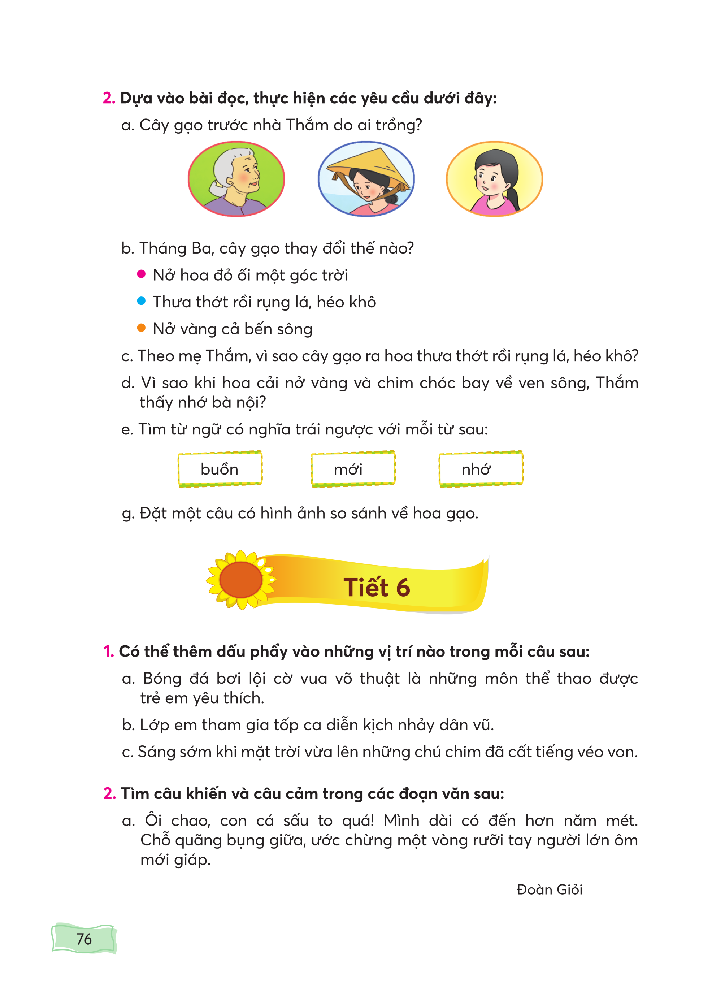 2. Dựa vào bài đọc, thực hiện các yêu cầu dưới đây:
a. Cây gạo trước nhà Thắm do ai trồng?
b. Tháng Ba, cây gạo thay đổi thế nào?
● Nở hoa đỏ ối một góc trời
● Thưa thớt rồi rụng lá, héo khô
● Nở vàng cả bến sông
c. Theo mẹ Thắm, vì sao cây gạo ra hoa thưa thớt rồi rụng lá, héo khô?
d. Vì sao khi hoa cải nở vàng và chim chóc bay về ven sông, Thắm
thấy nhớ bà nội?
e. Tìm từ ngữ có nghĩa trái ngược với mỗi từ sau:
buồn mới nhớ
g. Đặt một câu có hình ảnh so sánh về hoa gạo.
Tiết 6
1. Có thể thêm dấu phẩy vào những vị trí nào trong mỗi câu sau:
a. Bóng đá bơi lội cờ vua võ thuật là những môn thể thao được
trẻ em yêu thích.
b. Lớp em tham gia tốp ca diễn kịch nhảy dân vũ.
c. Sáng sớm khi mặt trời vừa lên những chú chim đã cất tiếng véo von.
2. Tìm câu khiến và câu cảm trong các đoạn văn sau:
a. Ôi chao, con cá sấu to quá! Mình dài có đến hơn năm mét.
Chỗ quãng bụng giữa, ước chừng một vòng rưỡi tay người lớn ôm
mới giáp.
Đoàn Giỏi
76